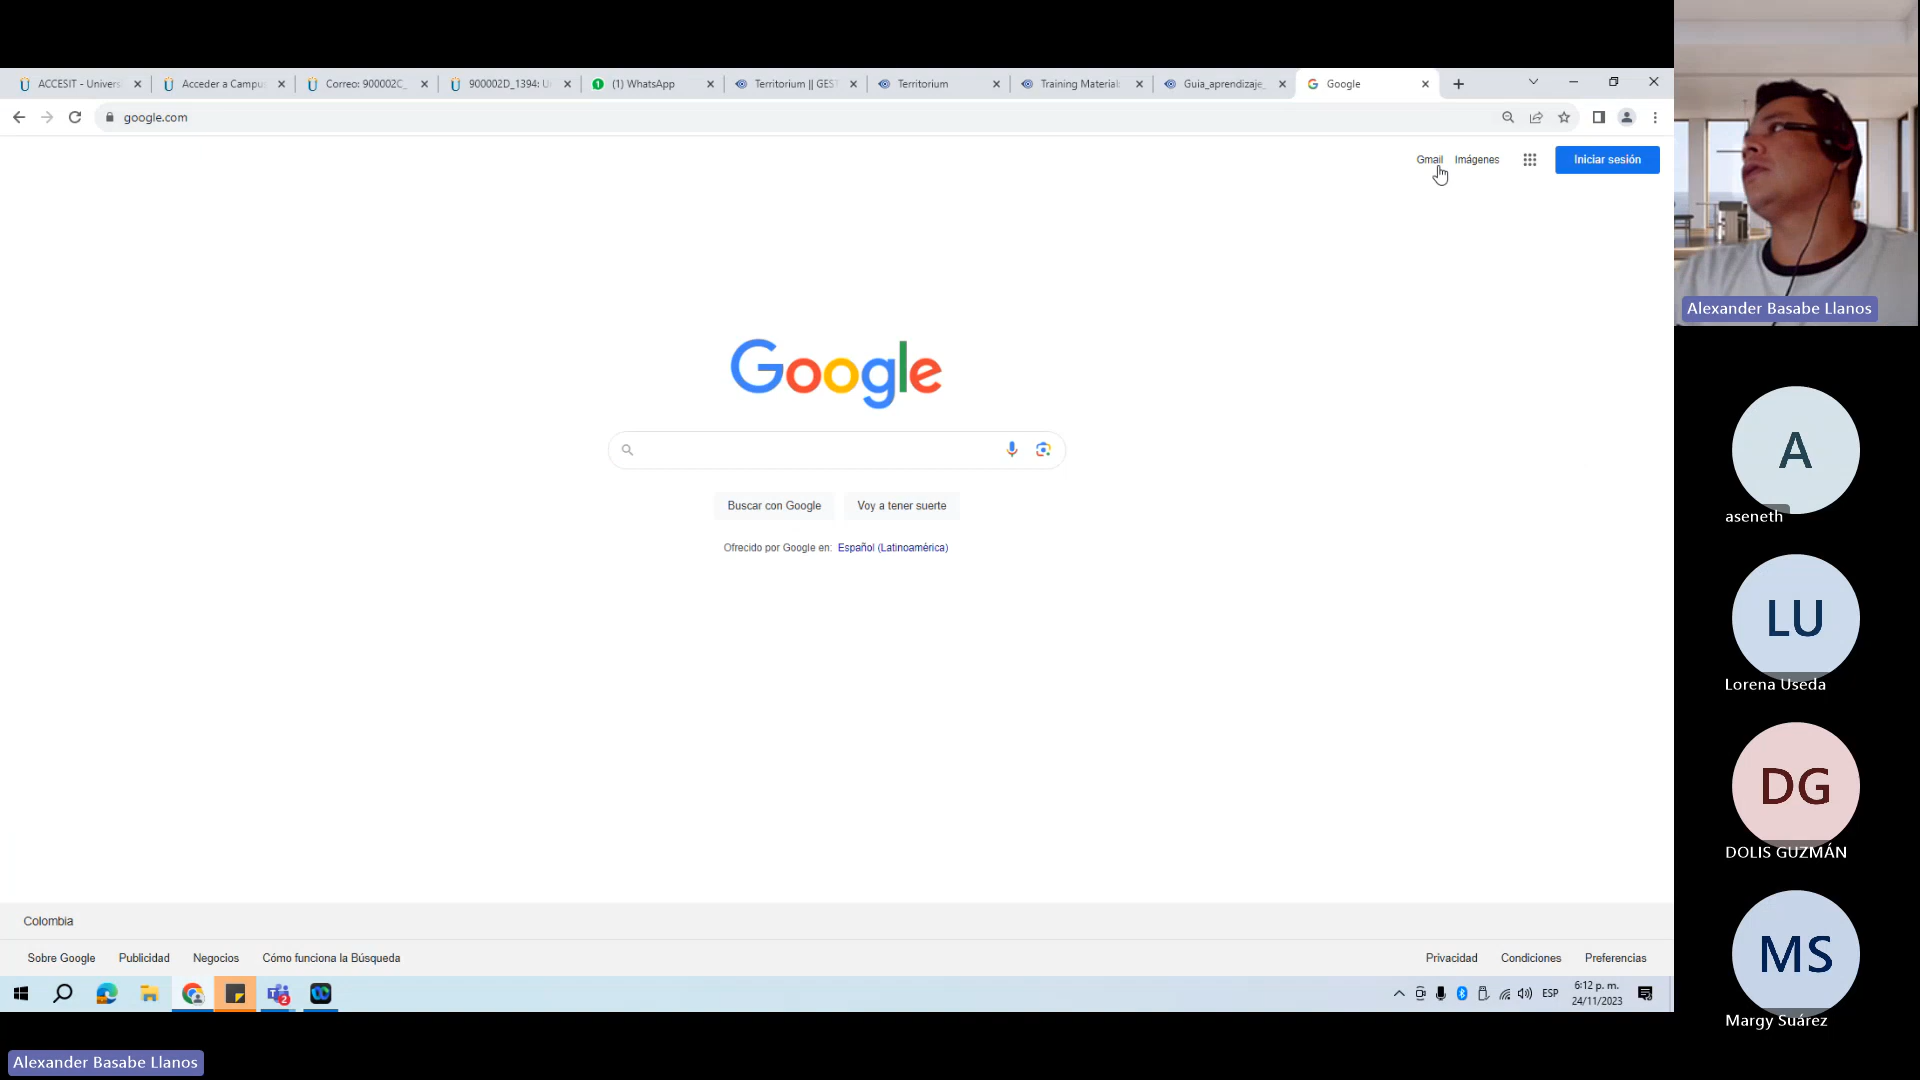 ACCESIT - Univers
Acceder a Campu
Correo: 900002C_
900002D_1394: U
(1) WhatsApp
Territorium || GES
Territorium
Training Material
Guia_aprendizaje_
Google
google.com
Gmail
Imágenes
Iniciar sesión
Google
Buscar con Google
Voy a tener suerte
Ofrecido por Google en: Español (Latinoamérica)
Colombia
Sobre Google
Publicidad
Negocios
Cómo funciona la Búsqueda
Privacidad
Condiciones
Preferencias
2
ESP
6:12 p. m.
24/11/2023
Alexander Basabe Llanos
Alexander Basabe Llanos
A
aseneth
LU
Lorena Useda
DG
DOLIS GUZMÁN
MS
Margy Suárez